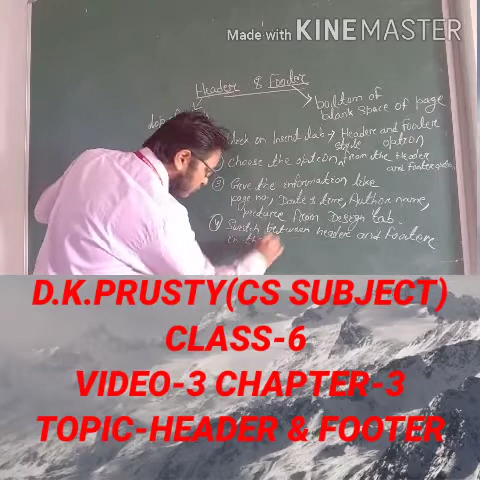 Made with KINEMASTER
Header & Footer
bottom of
blank space of page
Click on Insert tab → Header and Footer
style option
Choose the option from the Header
and Footer
③ Give the information like
page no, Date & time, Author name,
picture from Design tab.
④ Switch between header and Footer
in th
D.K.PRUSTY(CS SUBJECT)
CLASS-6
VIDEO-3 CHAPTER-3
TOPIC-HEADER & FOOTER